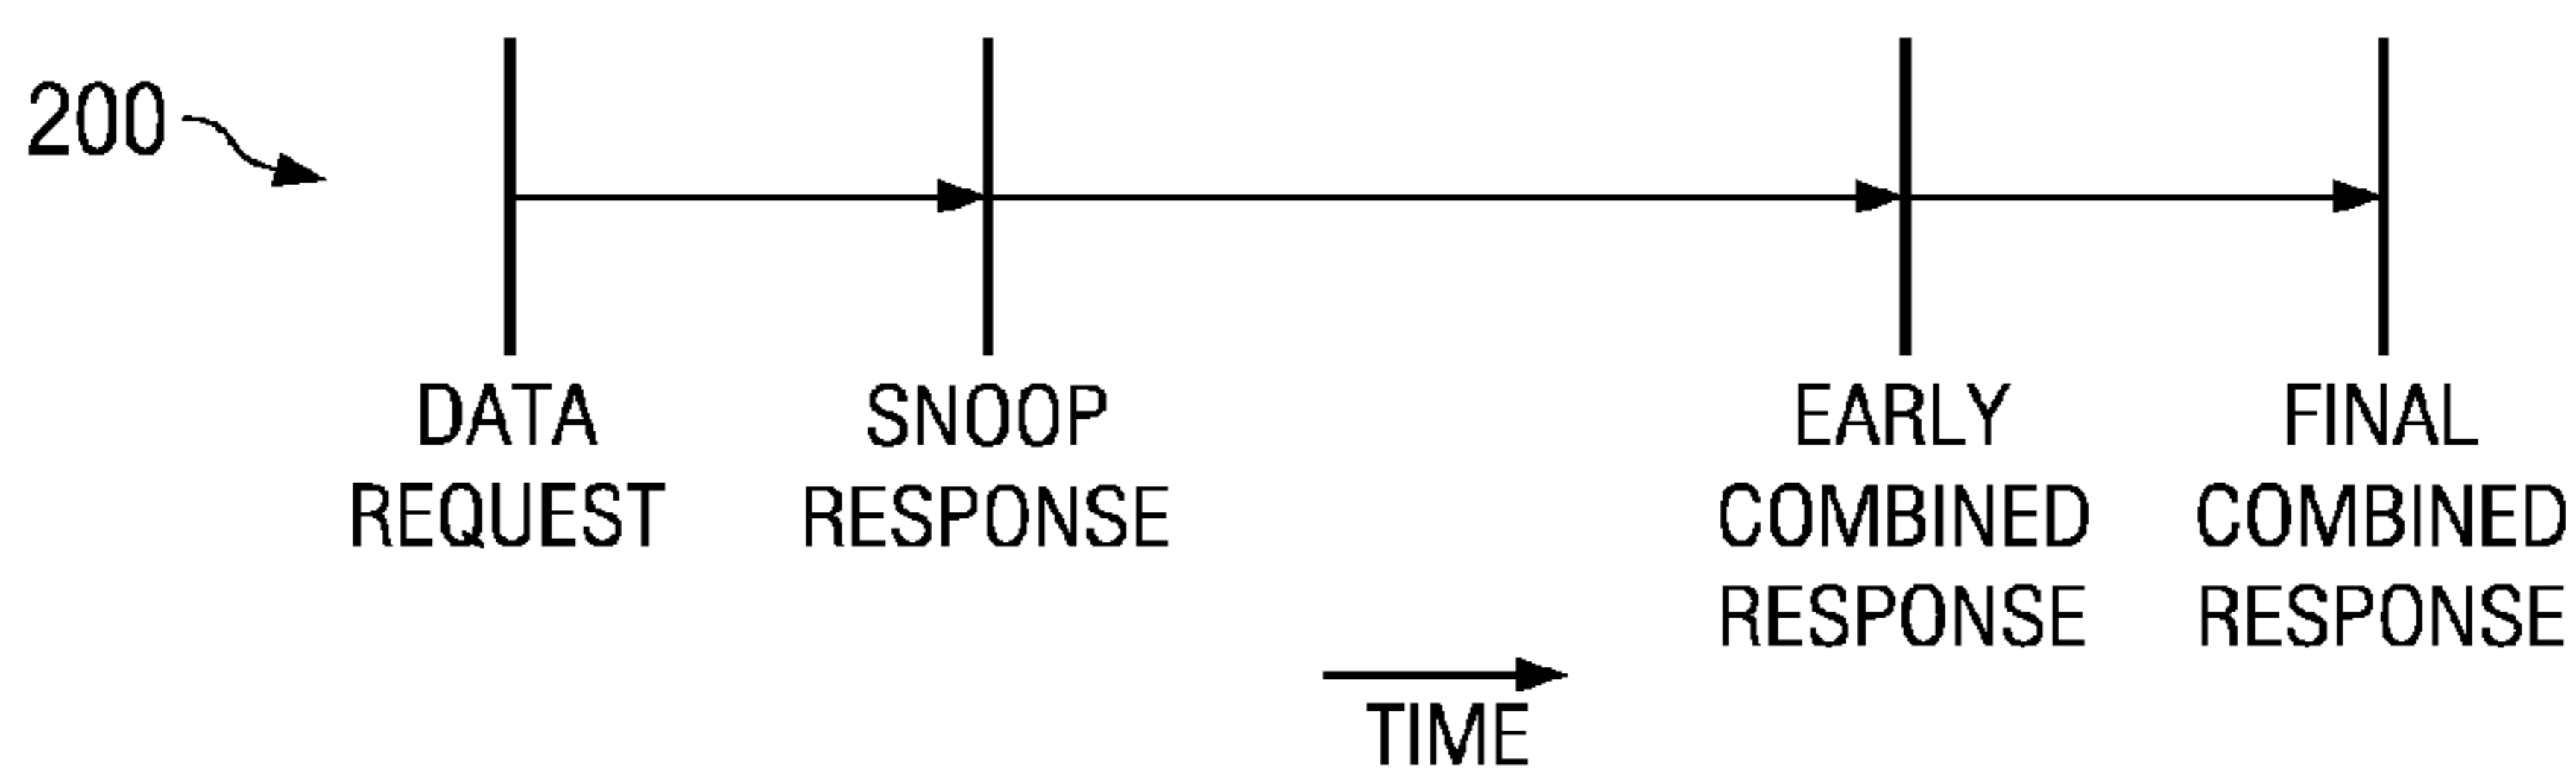 200
DATA
REQUEST
SNOOP
RESPONSE
EARLY
COMBINED
RESPONSE
FINAL
COMBINED
RESPONSE
TIME